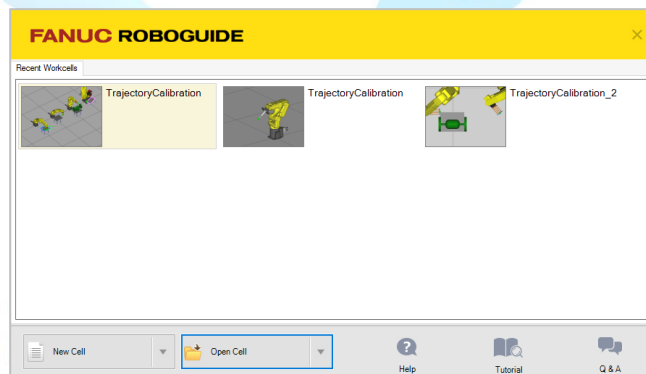 FANUC ROBOGUIDE
Recent Workcells
TrajectoryCalibration
TrajectoryCalibration
TrajectoryCalibration_2
New Cell
Open Cell
Help
Tutorial
Q & A